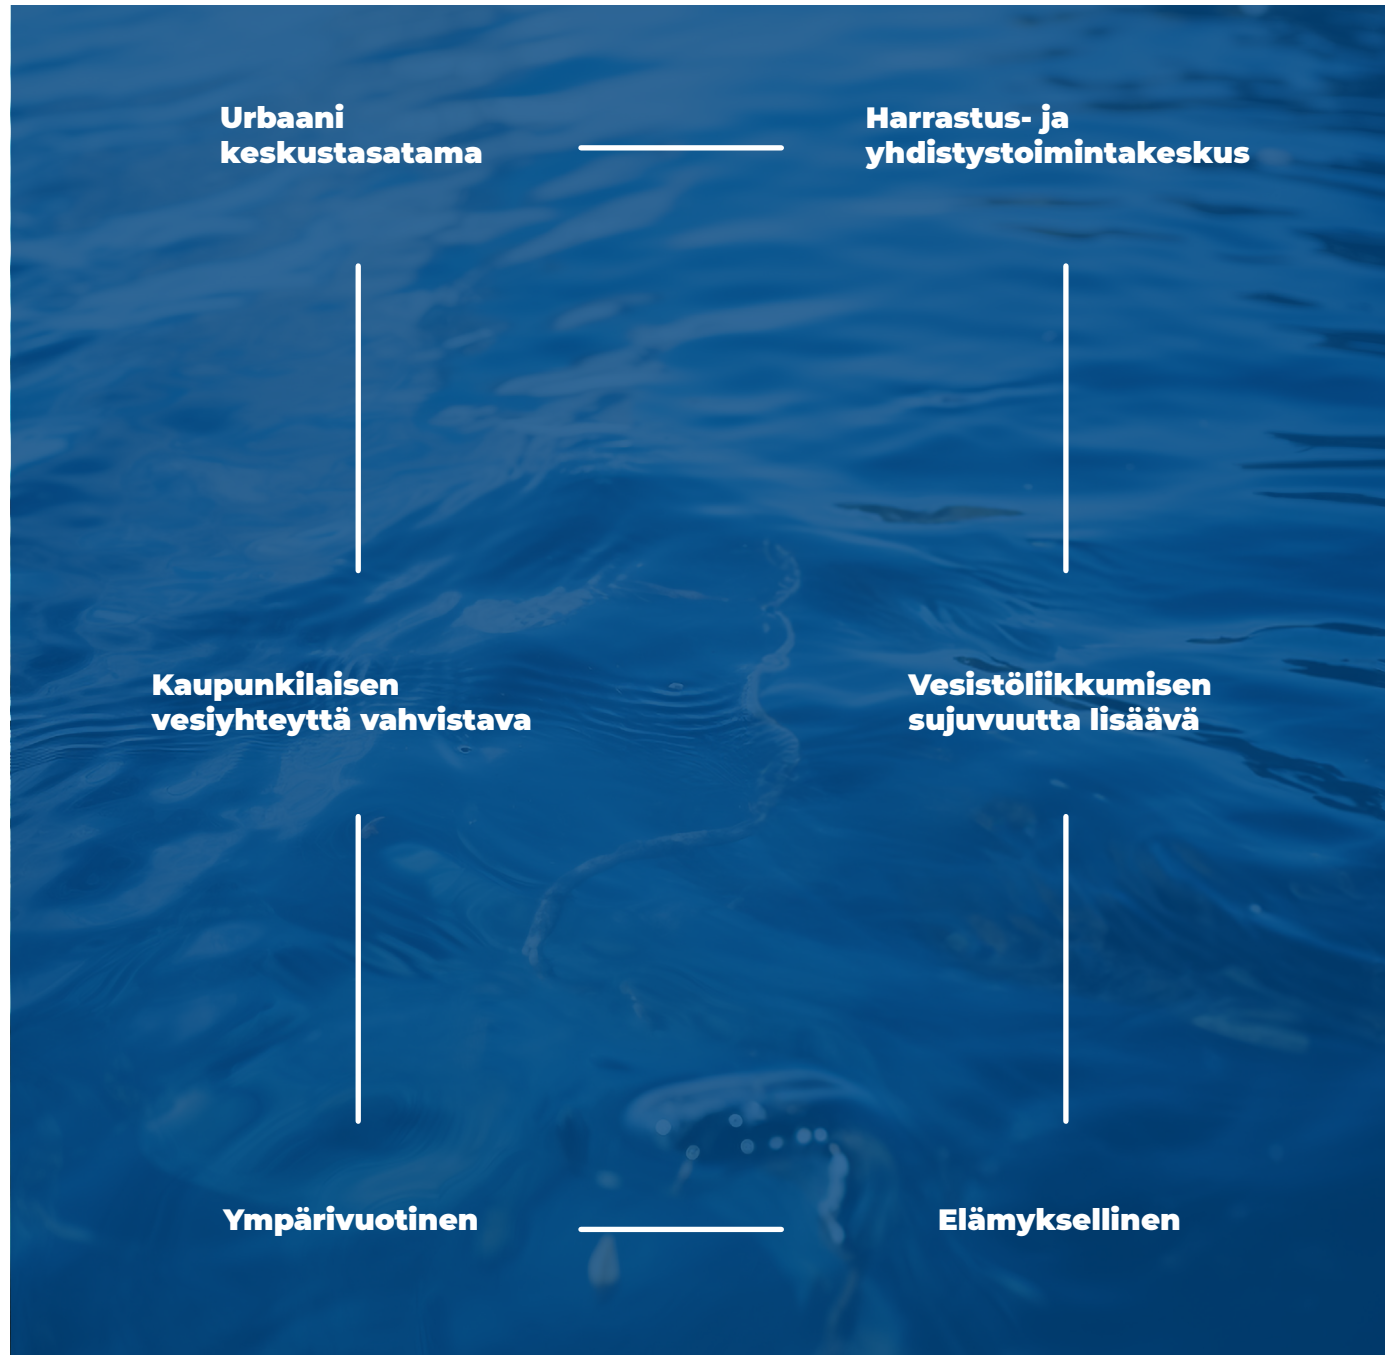 Urbaani
keskustasatama
Harrastus- ja
yhdistystoimintakeskus
Kaupunkilaisen
vesiyhteyttä vahvistava
Vesistöliikkumisen
sujuvuutta lisäävä
Ympärivuotinen
Elämyksellinen